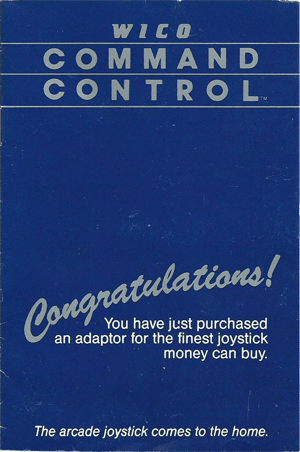 WICO
COMMAND
CONTROL™
Congratulations!
You have just purchased
an adaptor for the finest joystick
money can buy.
The arcade joystick comes to the home.